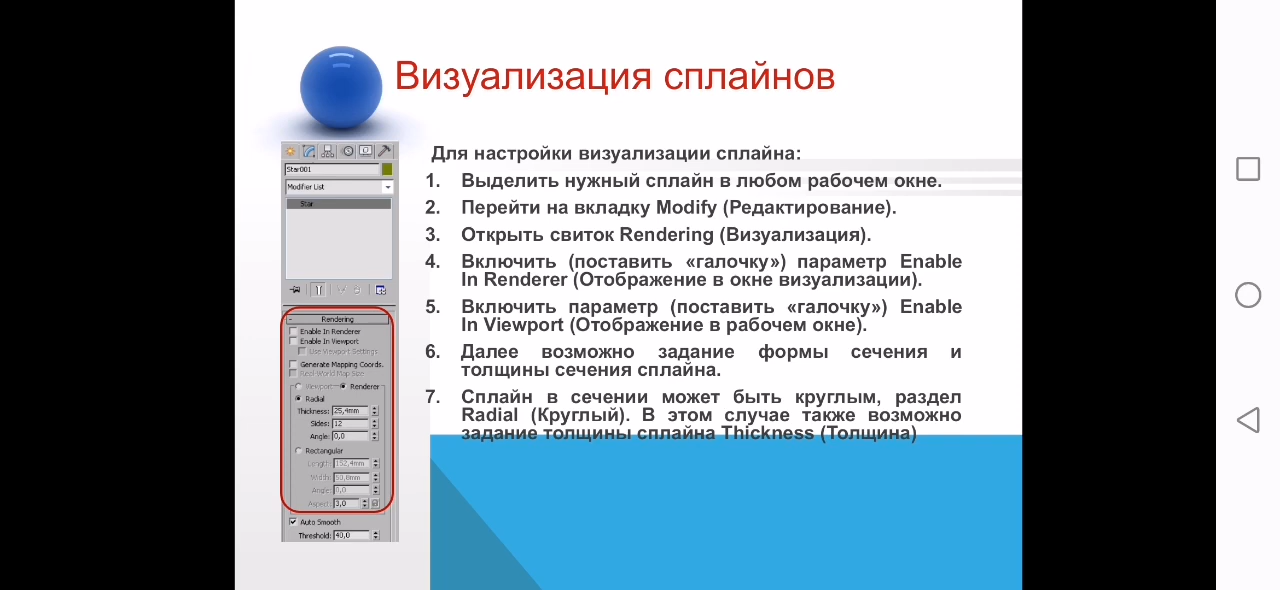 Визуализация сплайнов
Для настройки визуализации сплайна:
1. Выделить нужный сплайн в любом рабочем окне.
2. Перейти на вкладку Modify (Редактирование).
3. Открыть свиток Rendering (Визуализация).
4. Включить (поставить «галочку») параметр Enable
In Renderer (Отображение в окне визуализации).
5. Включить параметр (поставить «галочку») Enable
In Viewport (Отображение в рабочем окне).
6. Далее возможно задание формы сечения и
толщины сечения сплайна.
7. Сплайн в сечении может быть круглым, раздел
Radial (Круглый). В этом случае также возможно
задание толщины сплайна Thickness (Толщина)
Star001
Modifier List
Star
- Rendering
Enable In Renderer
Enable In Viewport
Use Viewport Settings
Generate Mapping Coords.
Real-World Map Size
Viewport Renderer
Radial
Thickness: 25,4mm
Sides: 12
Angle: 0,0
Rectangular
Length: 152,4mm
Width: 50,8mm
Angle: 0,0
Aspect: 3,0
Auto Smooth
Threshold: 40,0